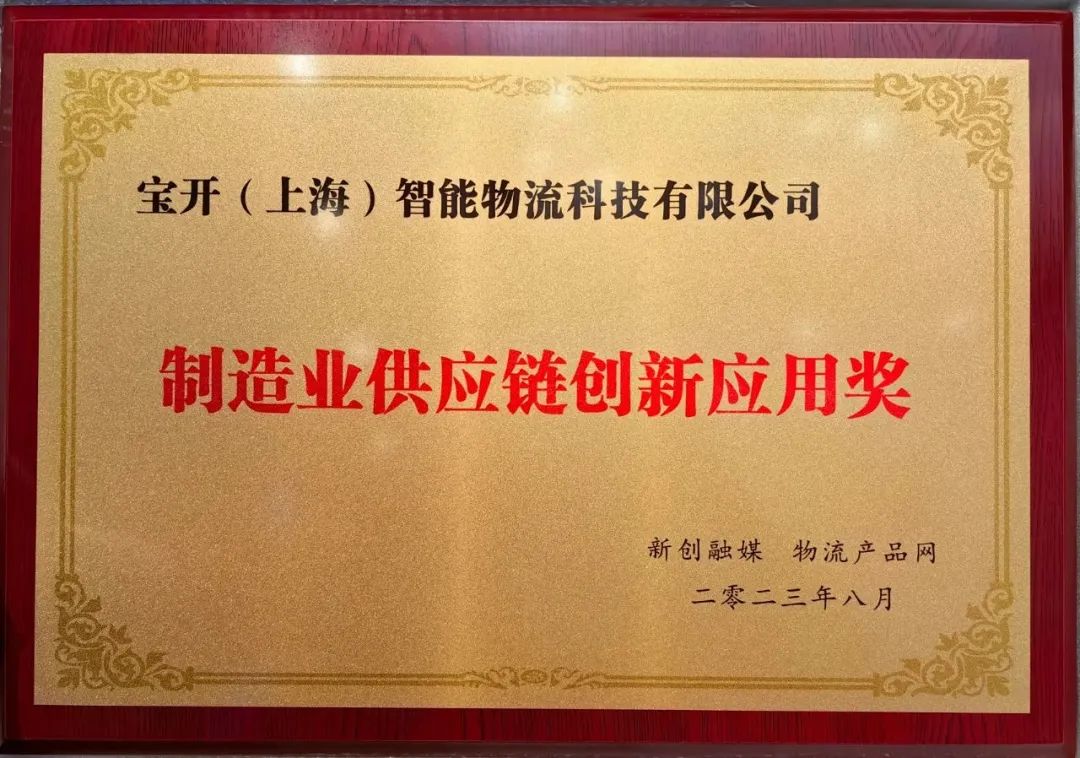 宝开（上海）智能物流科技有限公司
制造业供应链创新应用奖
新创融媒 物流产品网
二零二三年八月